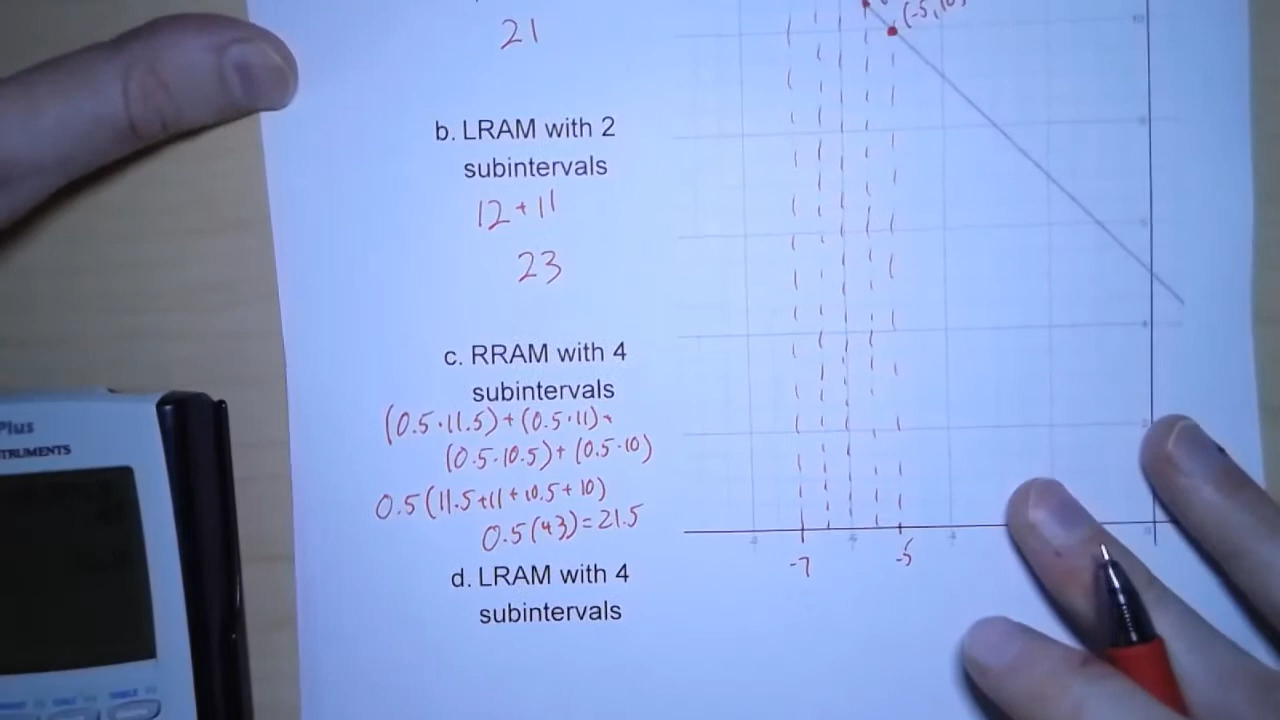 (-5,10)
10
21
b. LRAM with 2
subintervals
12 + 11
23
c. RRAM with 4
subintervals
(0.5·11.5) + (0.5·11) +
(0.5·10.5) + (0.5·10)
0.5(11.5+11+10.5+10)
0.5(43)=21.5
-7
-5
d. LRAM with 4
subintervals
Plus
TRUMENTS